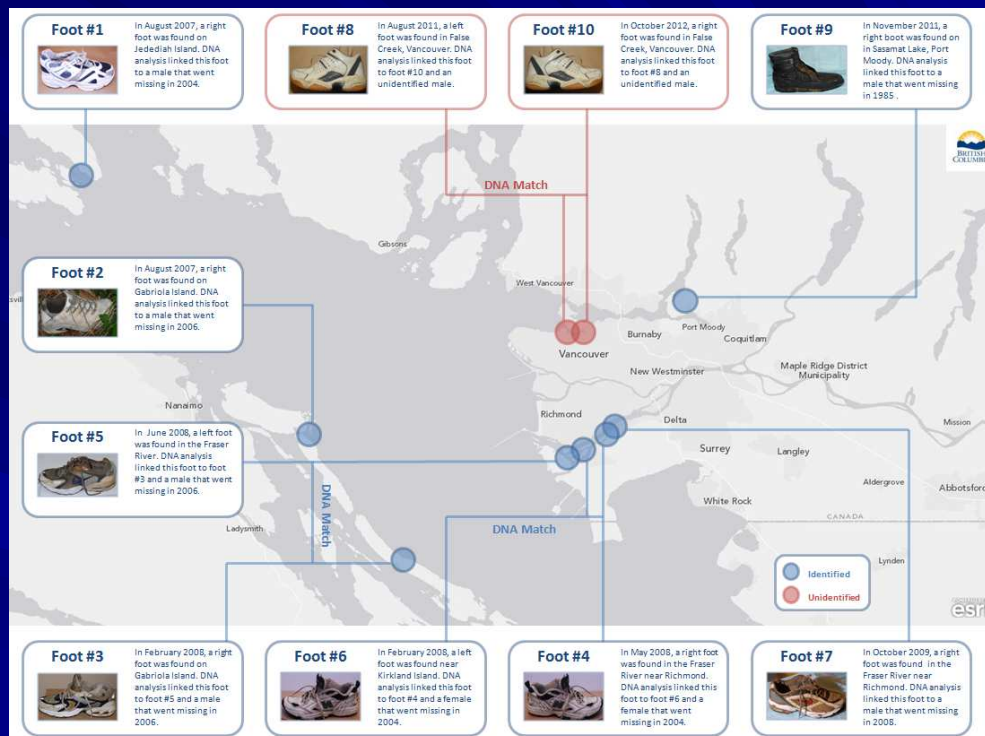 Foot #1
In August 2007, a right
foot was found on
Jedediah Island. DNA
analysis linked this foot
to a male that went
missing in 2004.
Foot #8
In August 2011, a left
foot was found in False
Creek, Vancouver. DNA
analysis linked this foot
to foot #10 and an
unidentified male.
Foot #10
In October 2012, a right
foot was found in False
Creek, Vancouver. DNA
analysis linked this foot
to foot #8 and an
unidentified male.
Foot #9
In November 2011, a
right boot was found on
in Sasamat Lake, Port
Moody. DNA analysis
linked this foot to a
male that went missing
in 1985 .
BRITISH
DNA Match
Gibsons
Foot #2
In August 2007, a right
foot was found on
Gabriola Island. DNA
analysis linked this foot
to a male that went
missing in 2006.
West Vancouver
Port Moody
Burnaby
Coquitlam
Vancouver
New Westminster
Maple Ridge District
Municipality
Nanaimo
Richmond
Delta
Mission
Foot #5
In June 2008, a left foot
was found in the Fraser
River. DNA analysis
linked this foot to foot
#3 and a male that went
missing in 2006.
Surrey
Langley
Aldergrove
Abbotsford
White Rock
CANADA
Ladysmith
DNA Match
DNA Match
Lynden
Identified
Unidentified
esri
Foot #3
In February 2008, a right
foot was found on
Gabriola Island. DNA
analysis linked this foot
to foot #5 and a male
that went missing in
2006.
Foot #6
In February 2008, a left
foot was found near
Kirkland Island. DNA
analysis linked this foot
to foot #4 and a female
that went missing in
2004.
Foot #4
In May 2008, a right foot
was found in the Fraser
River near Richmond.
DNA analysis linked this
foot to foot #6 and a
female that went
missing in 2004.
Foot #7
In October 2009, a right
foot was found in the
Fraser River near
Richmond. DNA analysis
linked this foot to a
male that went missing
in 2008.